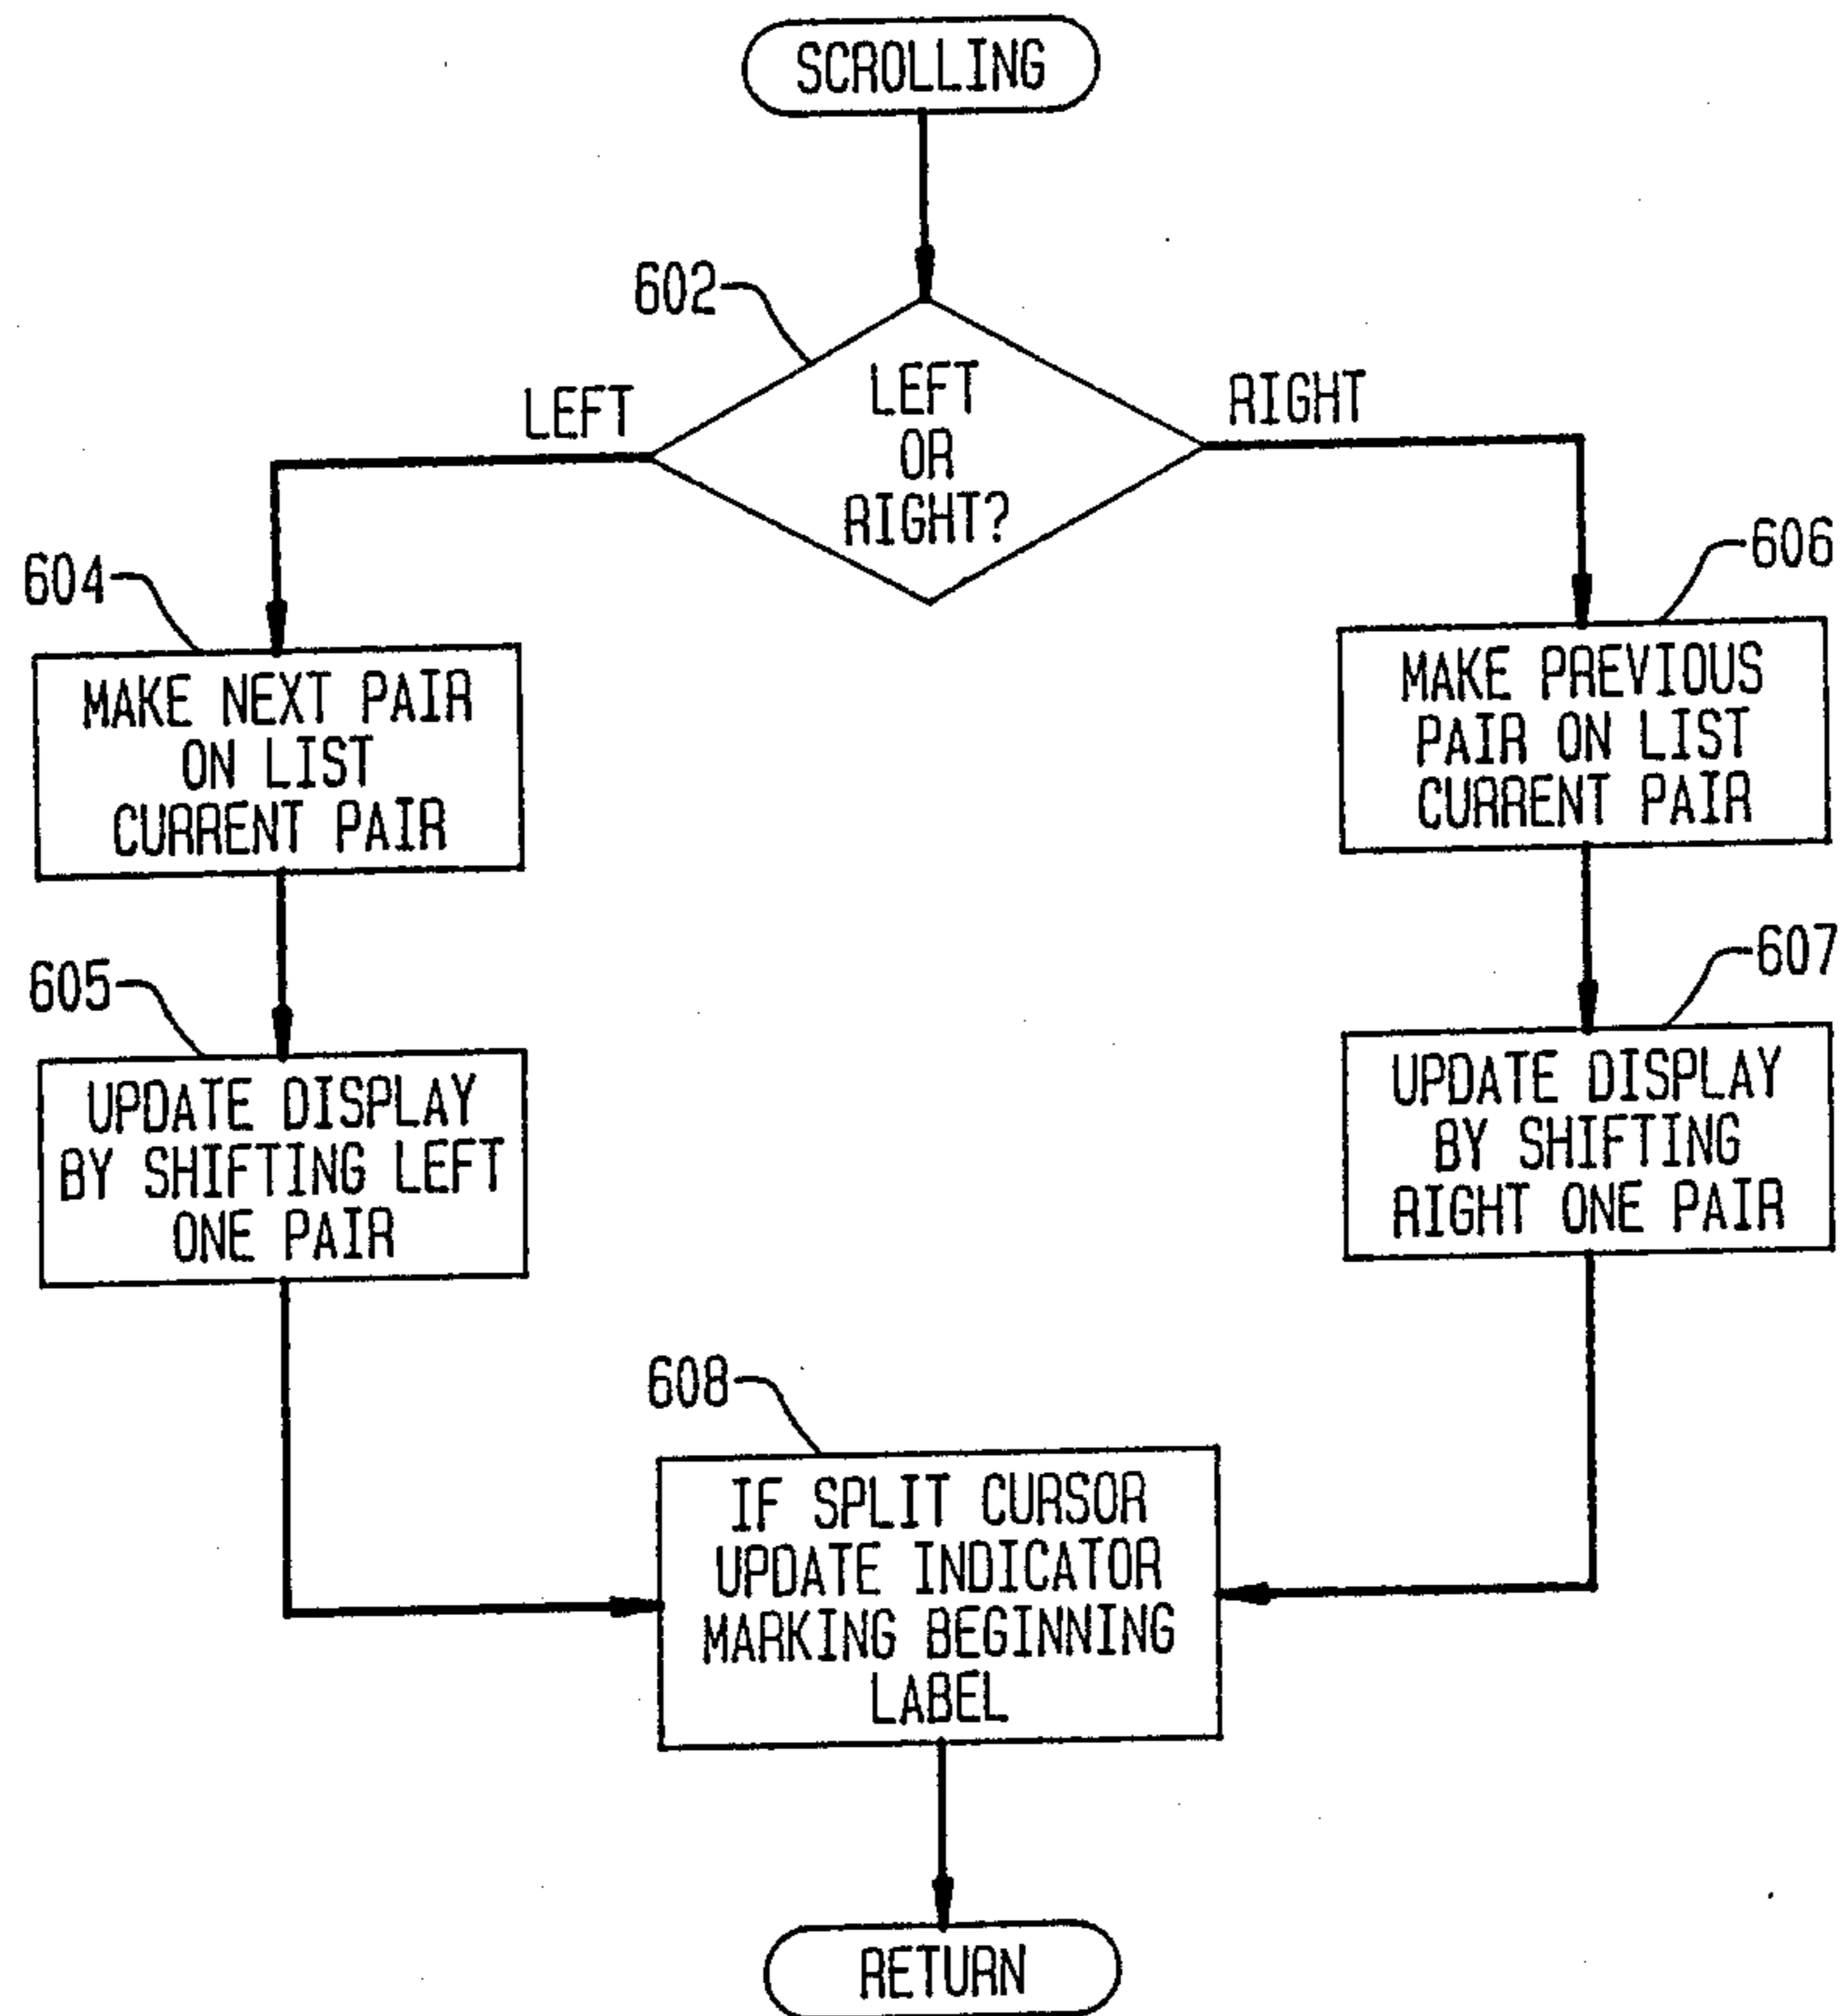 SCROLLING
602
LEFT
OR
RIGHT?
LEFT
RIGHT
604
MAKE NEXT PAIR
ON LIST
CURRENT PAIR
606
MAKE PREVIOUS
PAIR ON LIST
CURRENT PAIR
605
UPDATE DISPLAY
BY SHIFTING LEFT
ONE PAIR
607
UPDATE DISPLAY
BY SHIFTING
RIGHT ONE PAIR
608
IF SPLIT CURSOR
UPDATE INDICATOR
MARKING BEGINNING
LABEL
RETURN